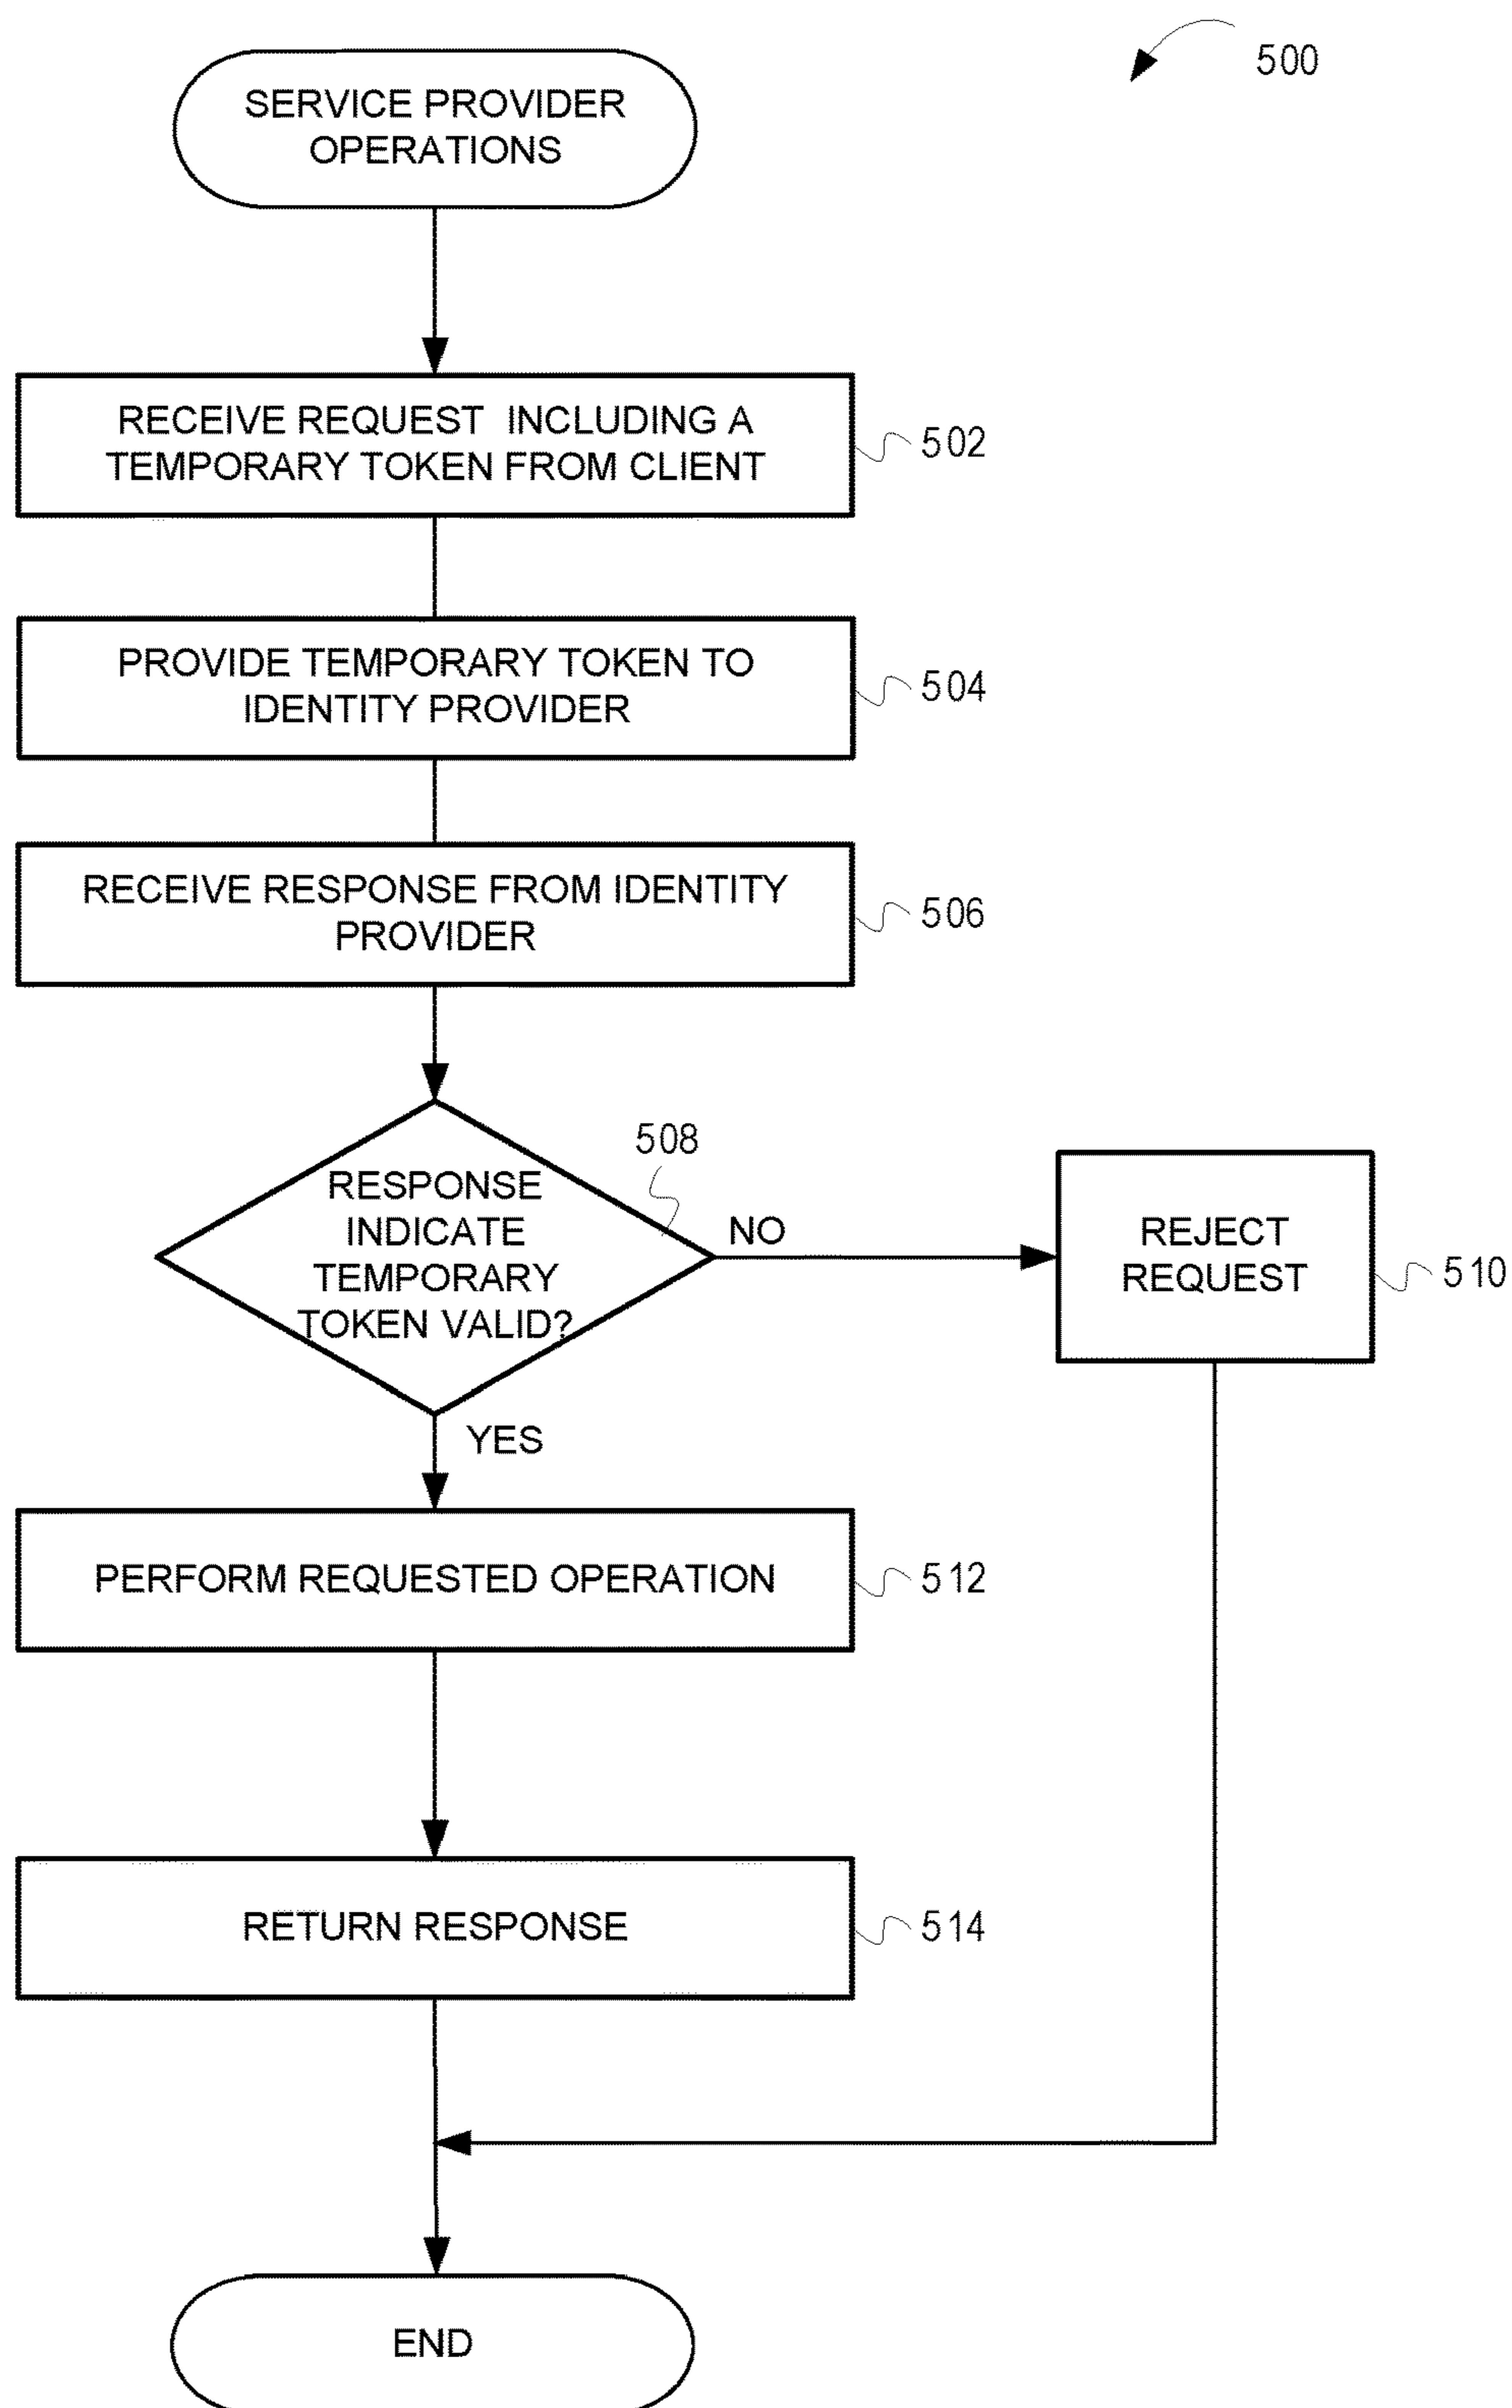 500
SERVICE PROVIDER
OPERATIONS
RECEIVE REQUEST INCLUDING A
TEMPORARY TOKEN FROM CLIENT
502
PROVIDE TEMPORARY TOKEN TO
IDENTITY PROVIDER
504
RECEIVE RESPONSE FROM IDENTITY
PROVIDER
506
508
RESPONSE
INDICATE
TEMPORARY
TOKEN VALID?
NO
REJECT
REQUEST
510
YES
PERFORM REQUESTED OPERATION
512
RETURN RESPONSE
514
END